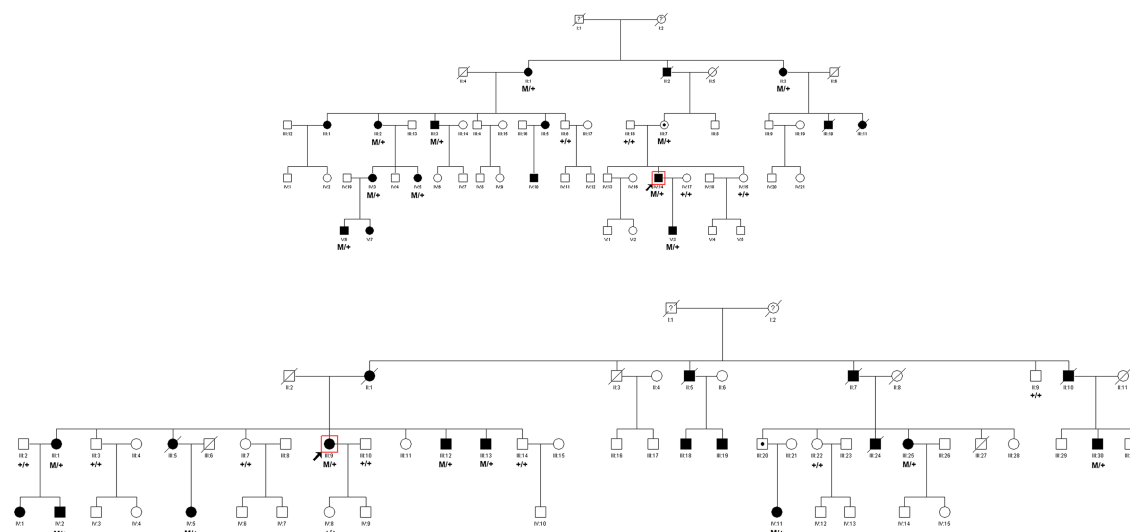 ? ?
I:1 I:2
II:4 II:1 II:2 II:5 II:3 II:6
M/+ M/+
III:12 III:1 III:2 III:13 III:3 III:14 III:4 III:15 III:16 III:5 III:6 III:17 III:18 III:7 III:8 III:9 III:19 III:10 III:11
M/+ M/+ +/+ +/+ M/+
IV:1 IV:2 IV:10 IV:3 IV:4 IV:5 IV:6 IV:7 IV:8 IV:9 IV:10 IV:11 IV:12 IV:13 IV:16 IV:14 IV:17 IV:18 IV:15 IV:20 IV:21
M/+ M/+ M/+ +/+ +/+
V:6 V:7 V:1 V:2 V:3 V:4 V:5
M/+ M/+
? ?
I:1 I:2
II:2 II:1 II:3 II:4 II:5 II:6 II:7 II:8 II:9 II:10 II:11
+/+
III:2 III:1 III:3 III:4 III:5 III:6 III:7 III:8 III:9 III:10 III:11 III:12 III:13 III:14 III:15 III:16 III:17 III:18 III:19 III:20 III:21 III:22 III:23 III:24 III:25 III:26 III:27 III:28 III:29 III:30
+/+ M/+ +/+ +/+ M/+ +/+ M/+ M/+ +/+ +/+ M/+ M/+
IV:1 IV:2 IV:3 IV:4 IV:5 IV:6 IV:7 IV:8 IV:9 IV:10 IV:11 IV:12 IV:13 IV:14 IV:15
M/+ M/+ +/+ M/+